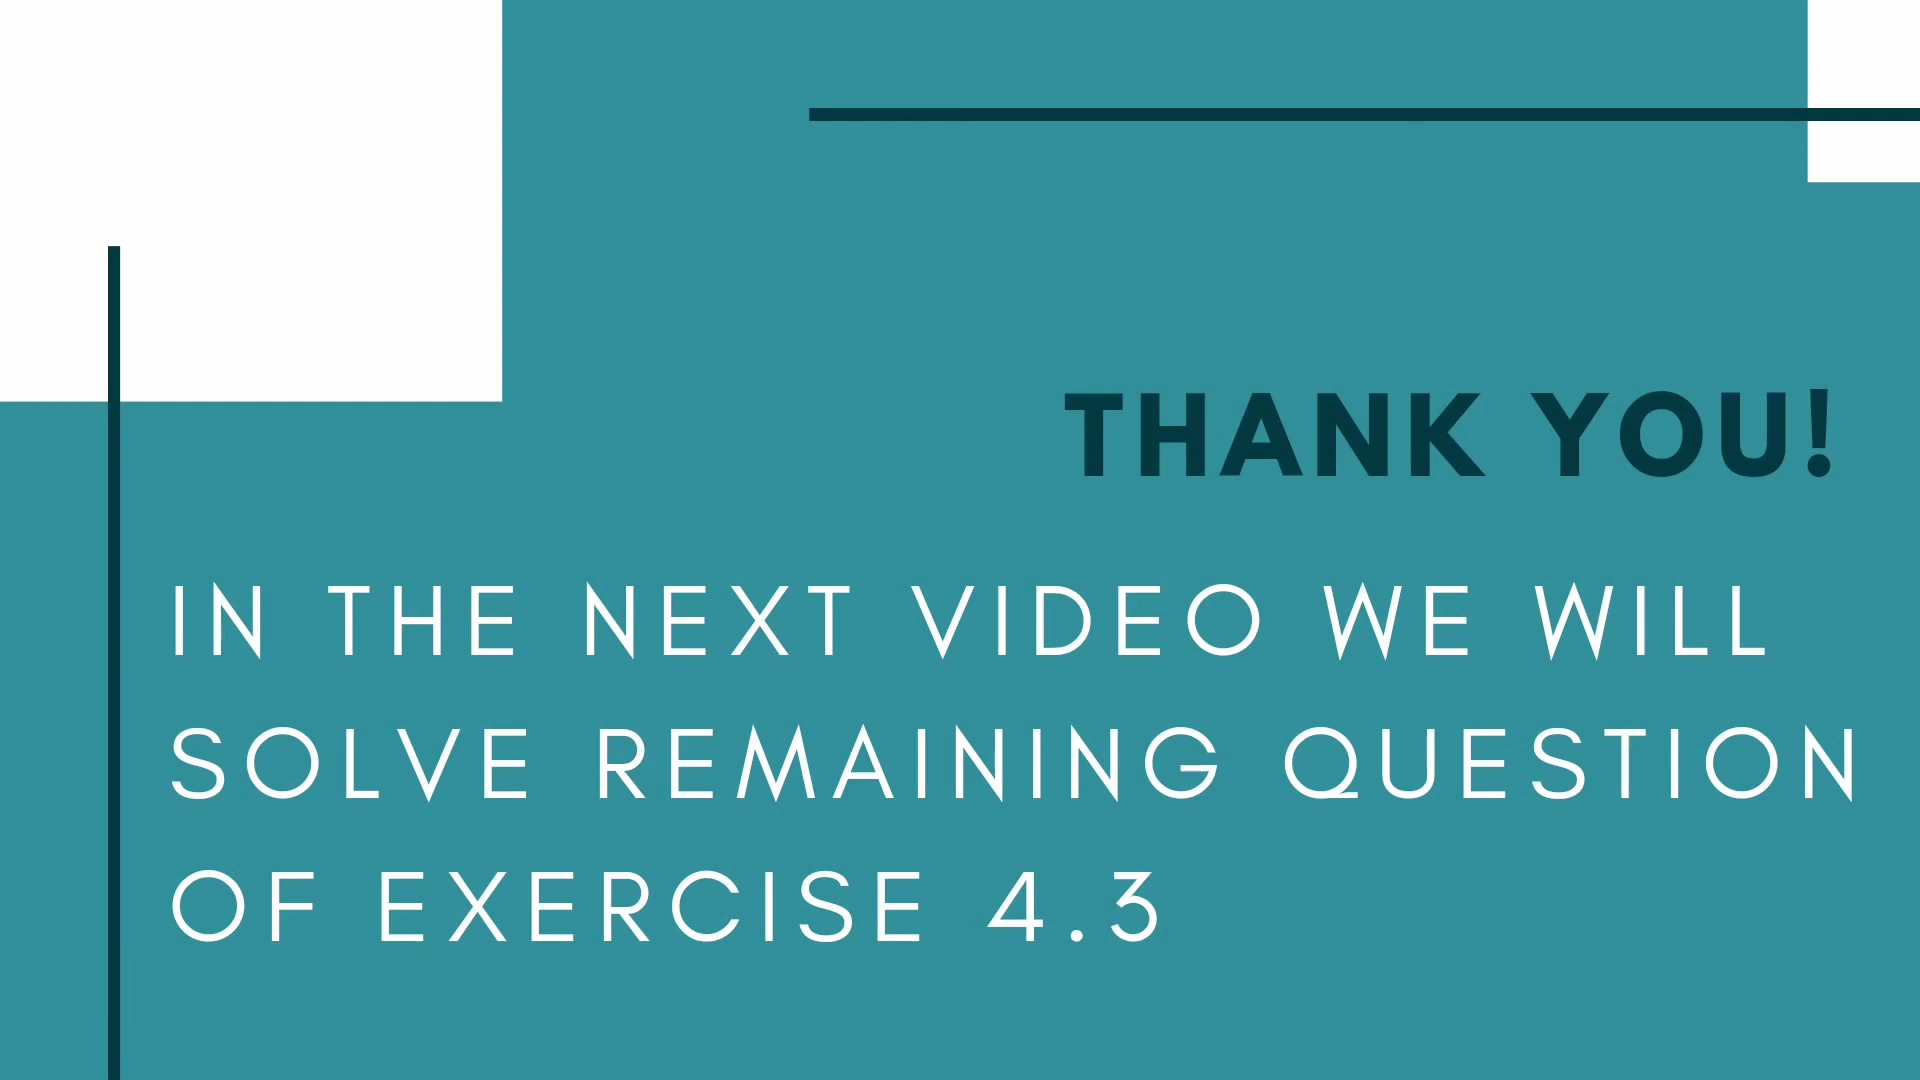 THANK YOU!
IN THE NEXT VIDEO WE WILL
SOLVE REMAINING QUESTION
OF EXERCISE 4.3